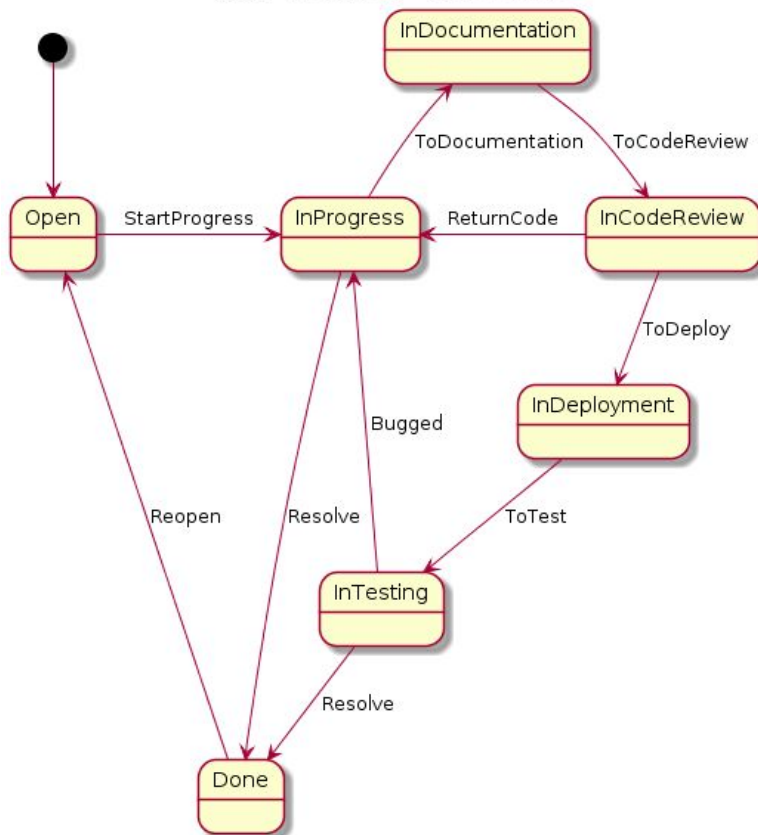 InDocumentation
ToDocumentation
ToCodeReview
Open
StartProgress
InProgress
ReturnCode
InCodeReview
ToDeploy
InDeployment
Bugged
Reopen
Resolve
ToTest
InTesting
Resolve
Done